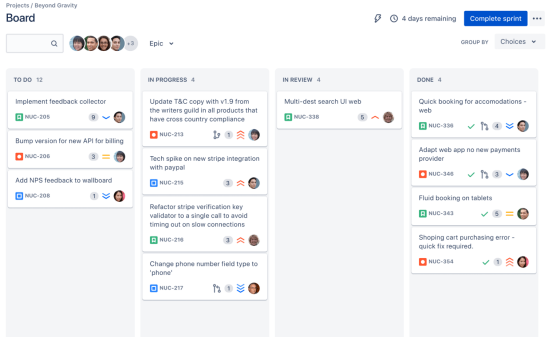 Projects / Beyond Gravity
Board
4 days remaining
Complete sprint
+3
Epic
GROUP BY
Choices
TO DO 12
Implement feedback collector
NUC-205
9
Bump version for new API for billing
NUC-206
3
Add NPS feedback to wallboard
NUC-208
1
IN PROGRESS 4
Update T&C copy with v1.9 from
the writers guild in all products that
have cross country compliance
NUC-213
1
Tech spike on new stripe integration
with paypal
NUC-215
3
Refactor stripe verification key
validator to a single call to avoid
timing out on slow connections
NUC-216
3
Change phone number field type to
'phone'
NUC-217
1
IN REVIEW 4
Multi-dest search UI web
NUC-338
5
DONE 4
Quick booking for accomodations -
web
NUC-336
4
Adapt web app no new payments
provider
NUC-346
3
Fluid booking on tablets
NUC-343
5
Shoping cart purchasing error -
quick fix required.
NUC-354
1